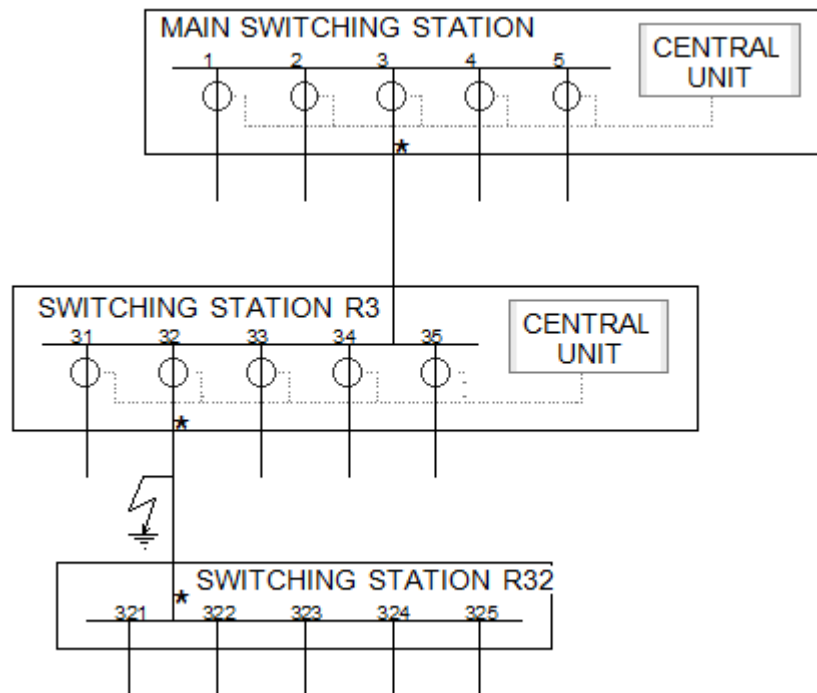 MAIN SWITCHING STATION
CENTRAL
UNIT
1 2 3 4 5
*
SWITCHING STATION R3
CENTRAL
UNIT
31 32 33 34 35
*
SWITCHING STATION R32
*
321 322 323 324 325